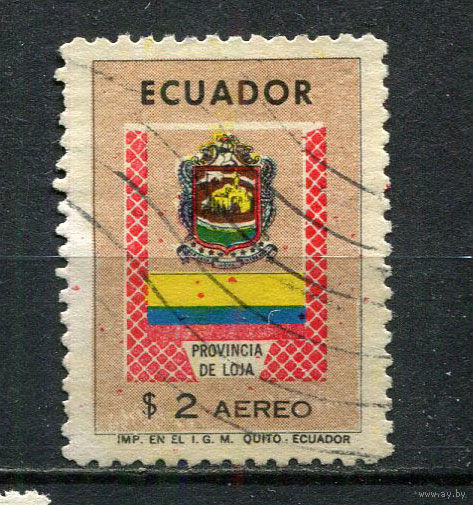 ECUADOR
PROVINCIA
DE LOJA
$ 2 AEREO
IMP. EN EL I. G. M. QUITO - ECUADOR
www.ay.by